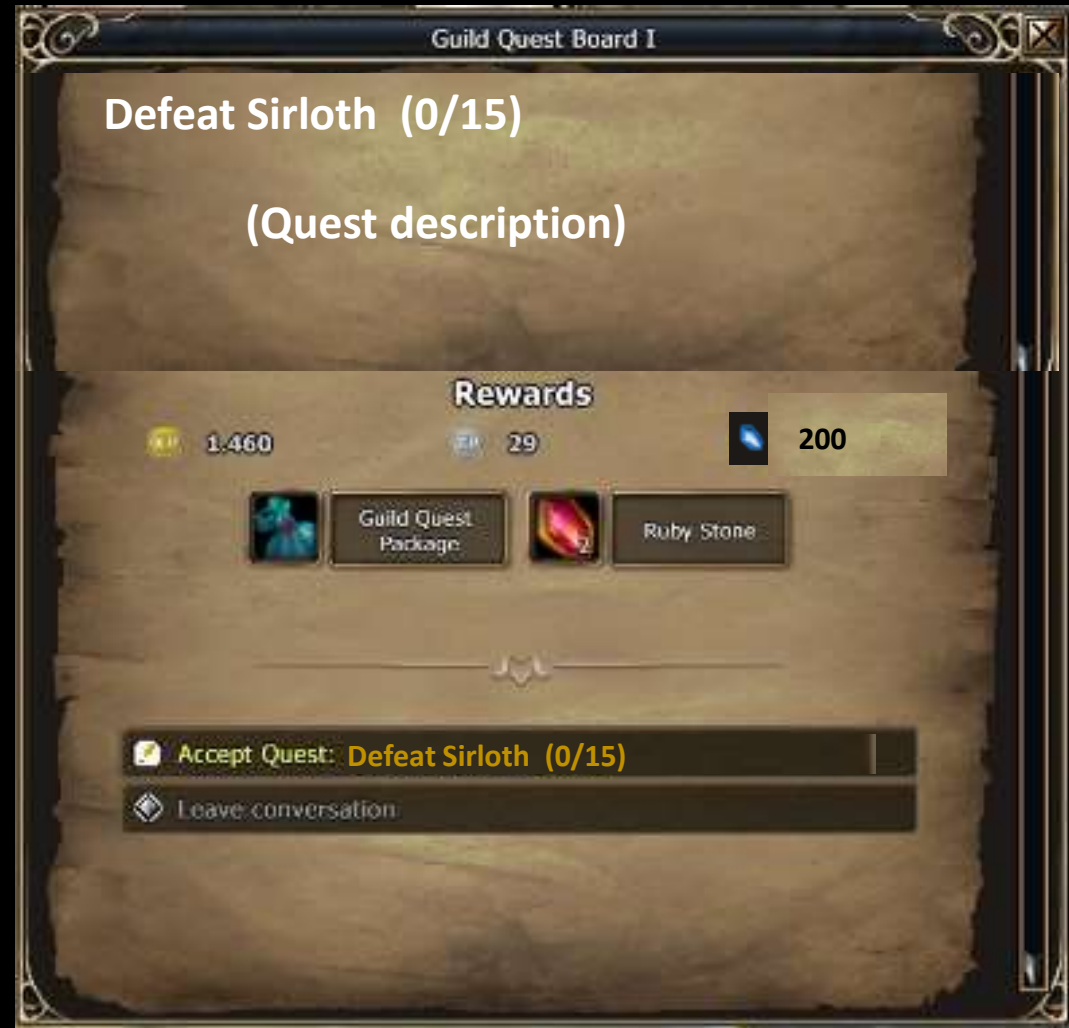 Guild Quest Board I
Defeat Sirloth (0/15)
(Quest description)
Rewards
1.460 29 200
Guild Quest
Package
2
Ruby Stone
Accept Quest: Defeat Sirloth (0/15)
Leave conversation